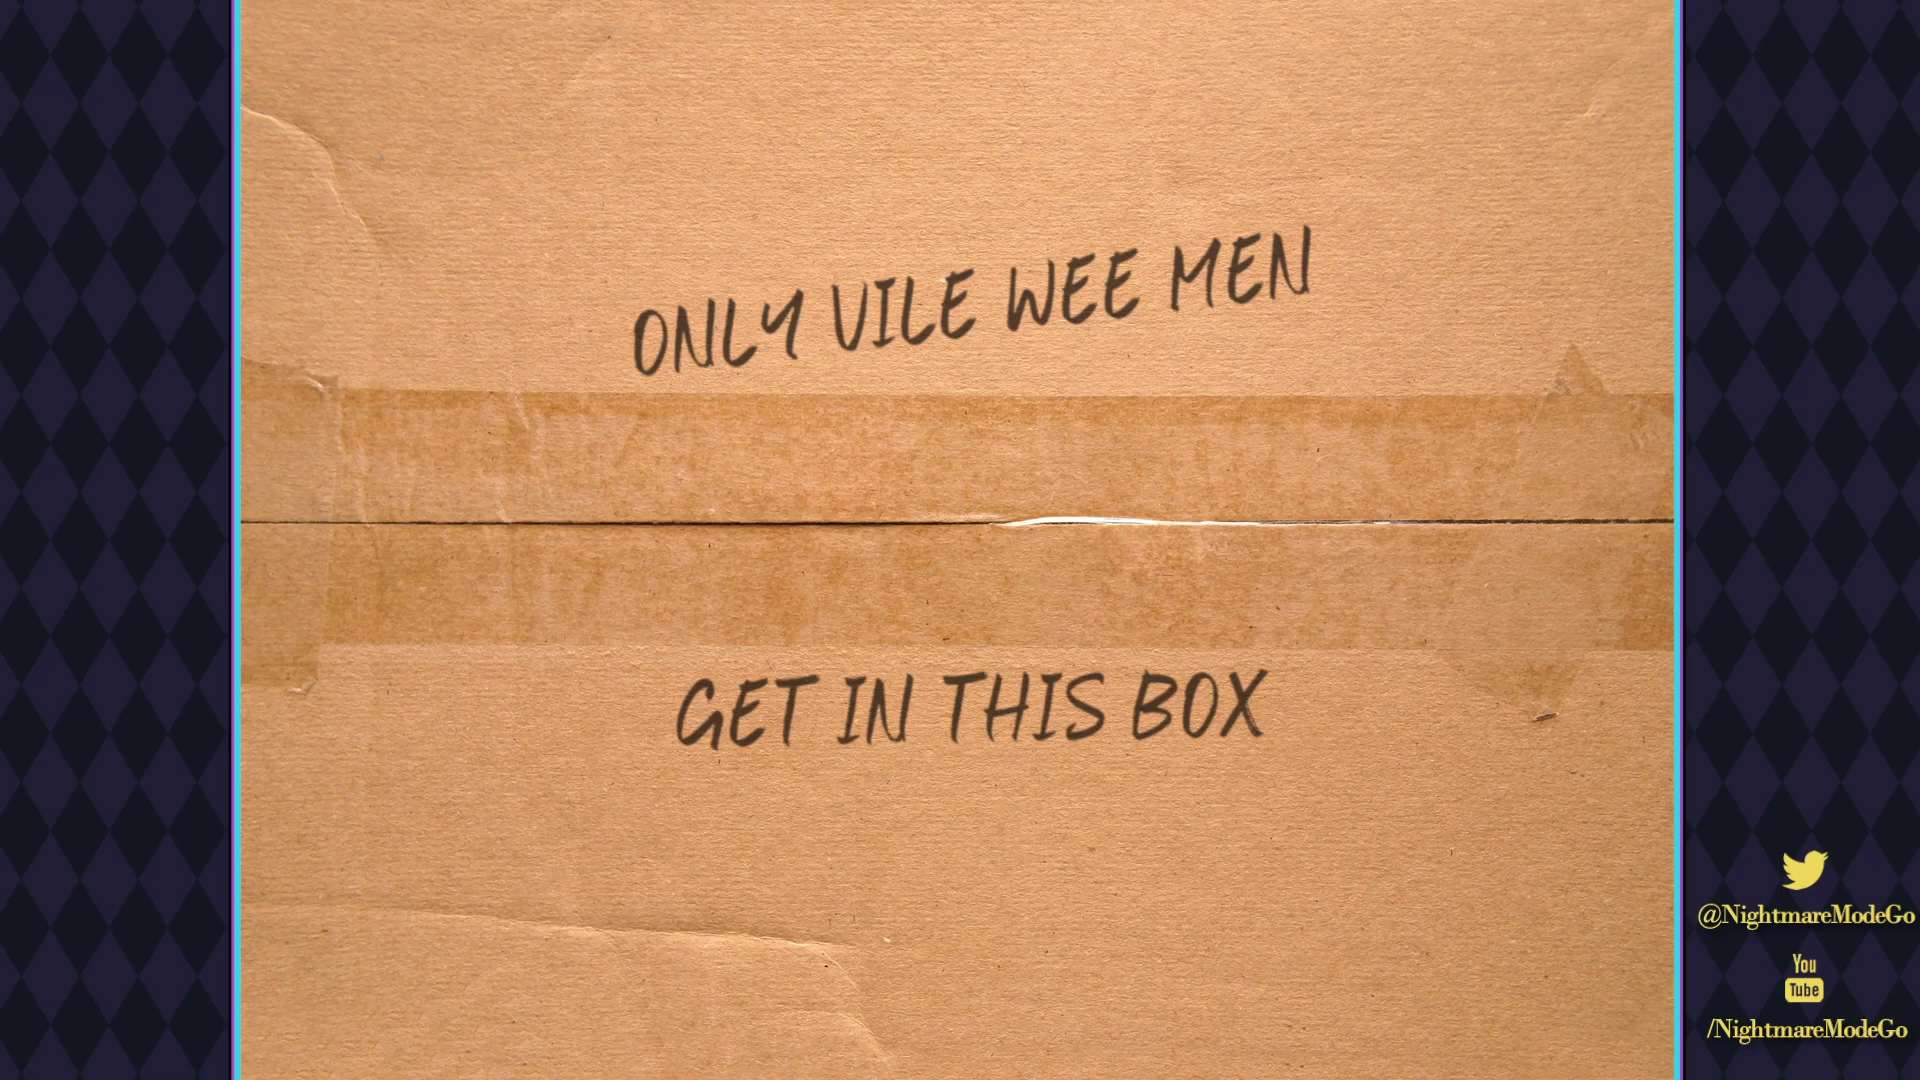 ONLY VILE WEE MEN
GET IN THIS BOX
@NightmareModeGo
You
Tube
/NightmareModeGo